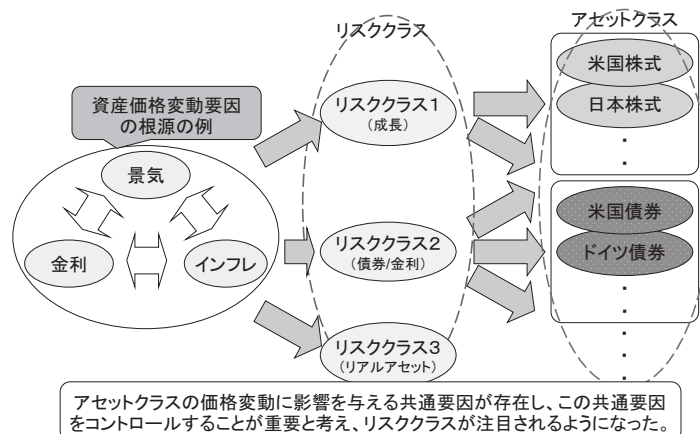 リスククラス
アセットクラス
資産価格変動要因
の根源の例
景気
金利
インフレ
リスククラス1
(成長)
リスククラス2
(債券/金利)
リスククラス3
(リアルアセット)
米国株式
日本株式
・
・
米国債券
ドイツ債券
・
・
・
・
・
アセットクラスの価格変動に影響を与える共通要因が存在し、この共通要因
をコントロールすることが重要と考え、リスククラスが注目されるようになった。